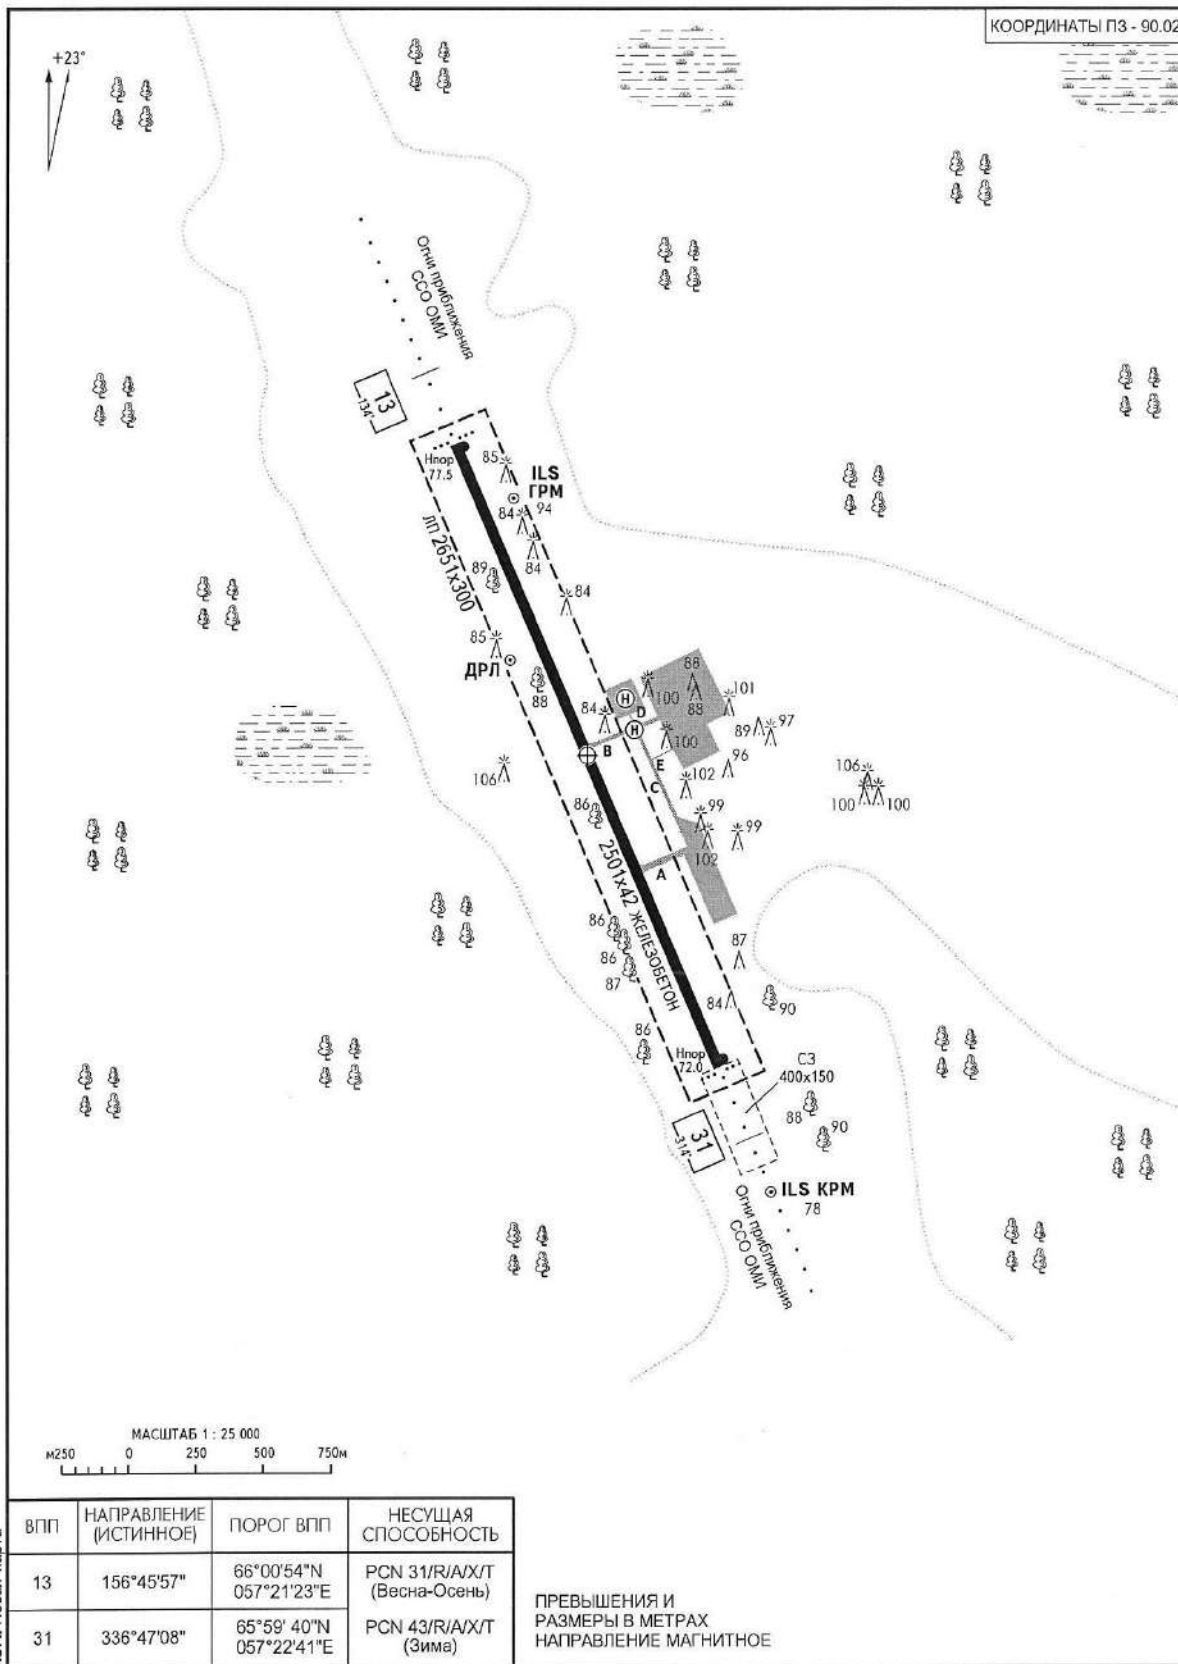 КООРДИНАТЫ ПЗ - 90.02
+23°
Огни приближения
ССО ОМИ
13
134°
Нпор
77.5
85
ILS
ГРМ
84
94
84
ЛП 2651х300
89
84
85
ДРЛ
88
84
H
D
100
88
88
101
H
B
100
89
97
E
96
C
102
106
106
100
100
86
99
99
102
2501х42 ЖЕЛЕЗОБЕТОН
A
86
86
87
87
84
90
86
Нпор
72.0
СЗ
400х150
88
90
31
314°
ILS КРМ
78
Огни приближения
ССО ОМИ
МАСШТАБ 1 : 25 000
м250 0 250 500 750м
ВПП
НАПРАВЛЕНИЕ
(ИСТИННОЕ)
ПОРОГ ВПП
НЕСУЩАЯ
СПОСОБНОСТЬ
13
156°45'57"
66°00'54"N
057°21'23"E
PCN 31/R/A/X/T
(Весна-Осень)
31
336°47'08"
65°59' 40"N
057°22'41"E
PCN 43/R/A/X/T
(Зима)
ПРЕВЫШЕНИЯ И
РАЗМЕРЫ В МЕТРАХ
НАПРАВЛЕНИЕ МАГНИТНОЕ